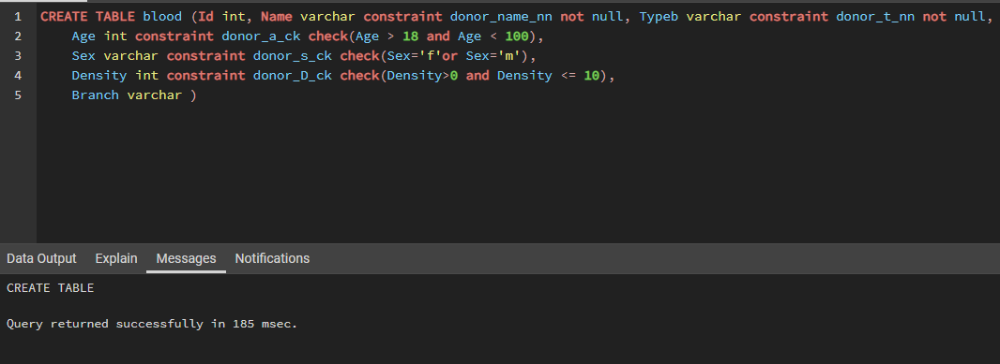 1 CREATE TABLE blood (Id int, Name varchar constraint donor_name_nn not null, Typeb varchar constraint donor_t_nn not null,
2 Age int constraint donor_a_ck check(Age > 18 and Age < 100),
3 Sex varchar constraint donor_s_ck check(Sex='f'or Sex='m'),
4 Density int constraint donor_D_ck check(Density>0 and Density <= 10),
5 Branch varchar )
Data Output Explain Messages Notifications
CREATE TABLE
Query returned successfully in 185 msec.